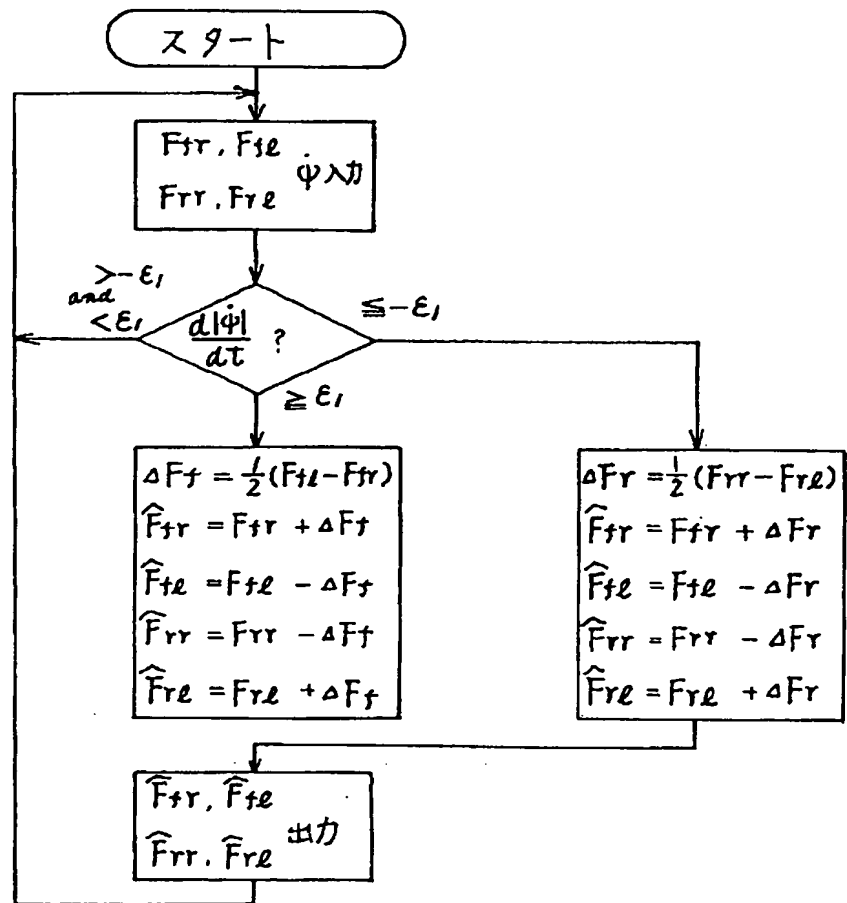 スタート
Ffr, Ffℓ
Frr, Frℓ
ψ̇入力
>-ε₁
and
<ε₁
d|ψ̇|/dt ?
≦-ε₁
≧ε₁
ΔFf = 1/2(Ffℓ-Ffr)
F̂fr = Ffr + ΔFf
F̂fℓ = Ffℓ - ΔFf
F̂rr = Frr - ΔFf
F̂rℓ = Frℓ + ΔFf
ΔFr = 1/2(Frr-Frℓ)
F̂fr = Ffr + ΔFr
F̂fℓ = Ffℓ - ΔFr
F̂rr = Frr - ΔFr
F̂rℓ = Frℓ + ΔFr
F̂fr, F̂fℓ
F̂rr, F̂rℓ
出力